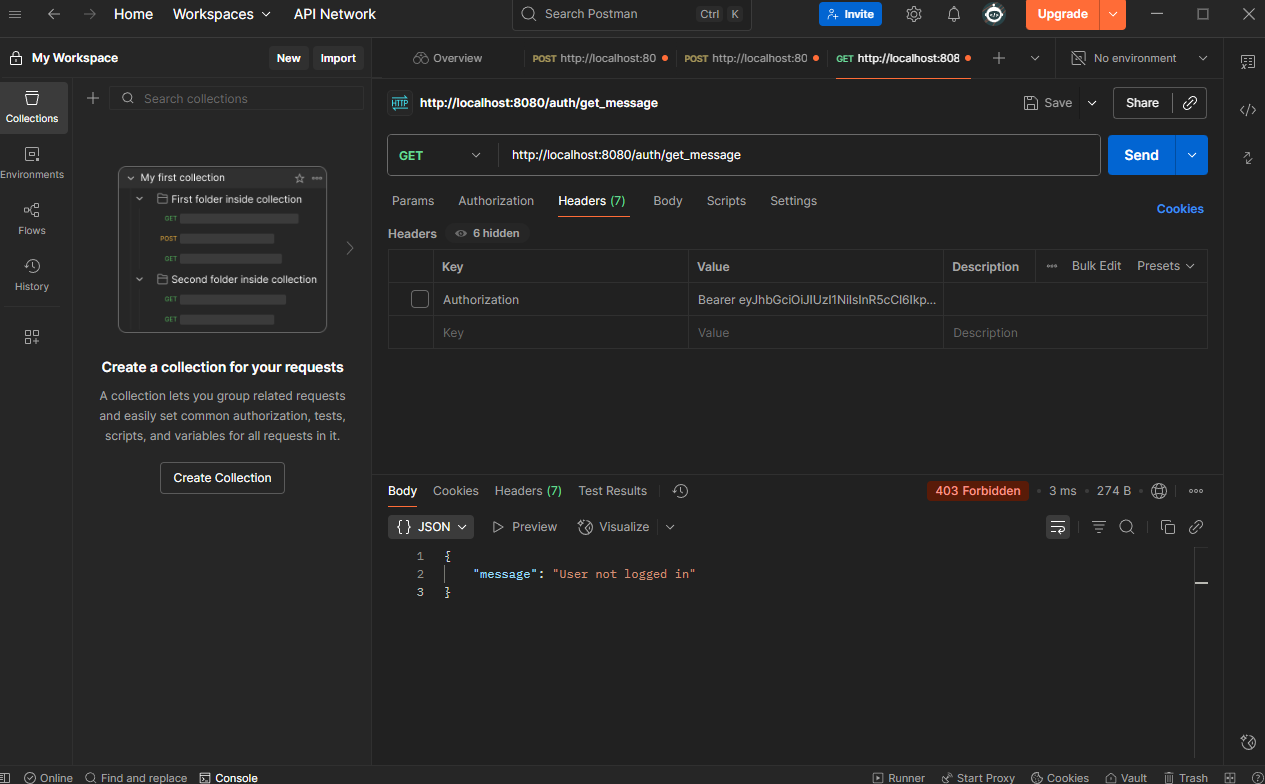 Home
Workspaces
API Network
Search Postman
Ctrl K
Invite
Upgrade
My Workspace
New
Import
Overview
POST http://localhost:80
POST http://localhost:80
GET http://localhost:808
No environment
Collections
Environments
Flows
History
Search collections
My first collection
First folder inside collection
GET
POST
GET
Second folder inside collection
GET
GET
Create a collection for your requests
A collection lets you group related requests
and easily set common authorization, tests,
scripts, and variables for all requests in it.
Create Collection
HTTP http://localhost:8080/auth/get_message
Save
Share
GET
http://localhost:8080/auth/get_message
Send
Params Authorization Headers (7) Body Scripts Settings
Cookies
Headers 6 hidden
Key Value Description Bulk Edit Presets
Authorization Bearer eyJhbGciOiJIUzI1NiIsInR5cCI6Ikp...
Key Value Description
Body Cookies Headers (7) Test Results
403 Forbidden 3 ms 274 B
{} JSON Preview Visualize
1 {
2 "message": "User not logged in"
3 }
Online Find and replace Console
Runner Start Proxy Cookies Vault Trash